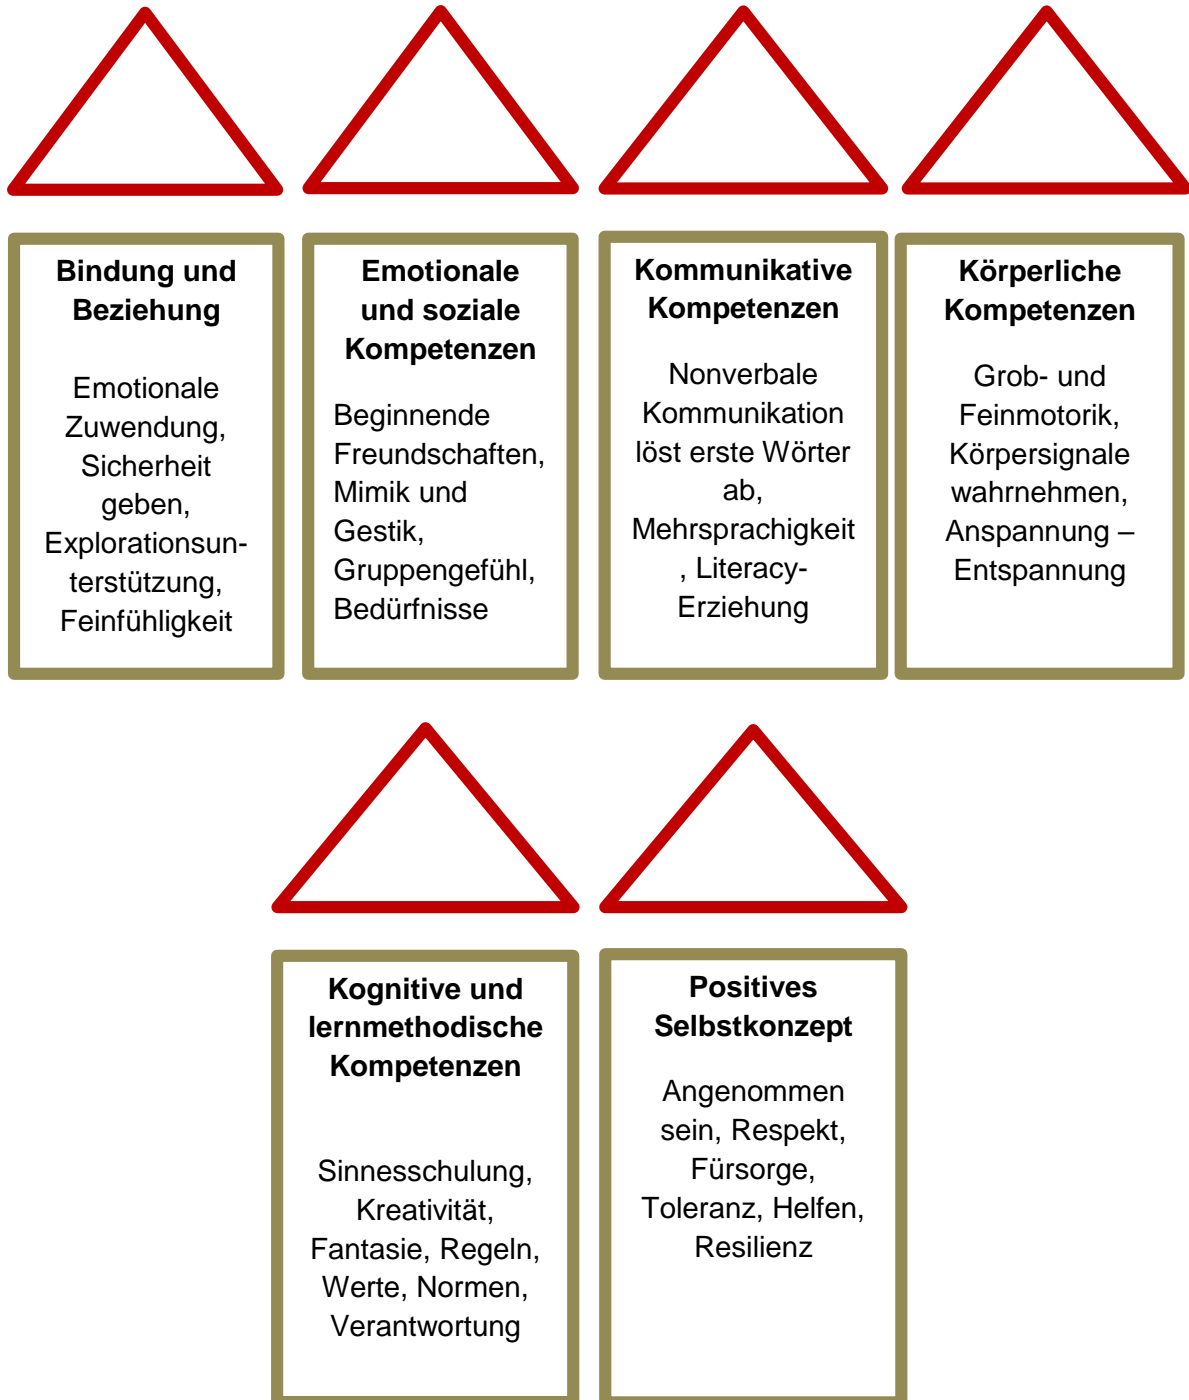 Bindung und
Beziehung
Emotionale
Zuwendung,
Sicherheit
geben,
Explorationsun-
terstützung,
Feinfühligkeit
Emotionale
und soziale
Kompetenzen
Beginnende
Freundschaften,
Mimik und
Gestik,
Gruppengefühl,
Bedürfnisse
Kommunikative
Kompetenzen
Nonverbale
Kommunikation
löst erste Wörter
ab,
Mehrsprachigkeit
, Literacy-
Erziehung
Körperliche
Kompetenzen
Grob- und
Feinmotorik,
Körpersignale
wahrnehmen,
Anspannung –
Entspannung
Kognitive und
lernmethodische
Kompetenzen
Sinnesschulung,
Kreativität,
Fantasie, Regeln,
Werte, Normen,
Verantwortung
Positives
Selbstkonzept
Angenommen
sein, Respekt,
Fürsorge,
Toleranz, Helfen,
Resilienz